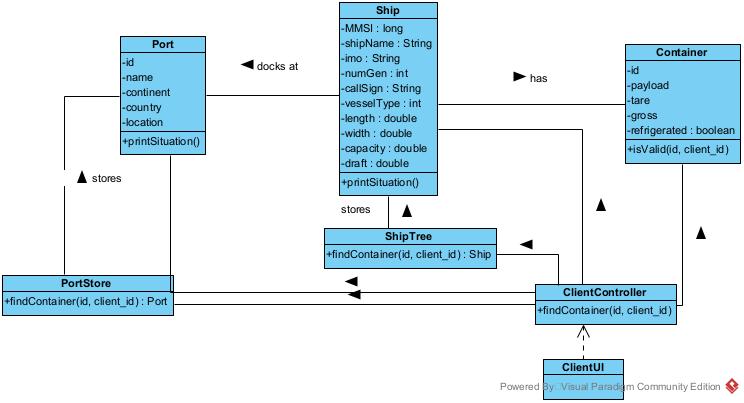 Ship
-MMSI : long
-shipName : String
-imo : String
-numGen : int
-callSign : String
-vesselType : int
-length : double
-width : double
-capacity : double
-draft : double
+printSituation()
Port
-id
-name
-continent
-country
-location
+printSituation()
docks at
has
Container
-id
-payload
-tare
-gross
-refrigerated : boolean
+isValid(id, client_id)
stores
stores
ShipTree
+findContainer(id, client_id) : Ship
PortStore
+findContainer(id, client_id) : Port
ClientController
+findContainer(id, client_id)
ClientUI
Powered By Visual Paradigm Community Edition